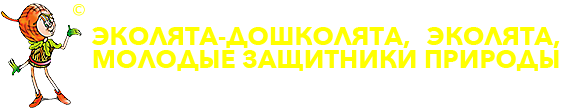 ©
ЭКОЛЯТА-ДОШКОЛЯТА, ЭКОЛЯТА,
МОЛОДЫЕ ЗАЩИТНИКИ ПРИРОДЫ